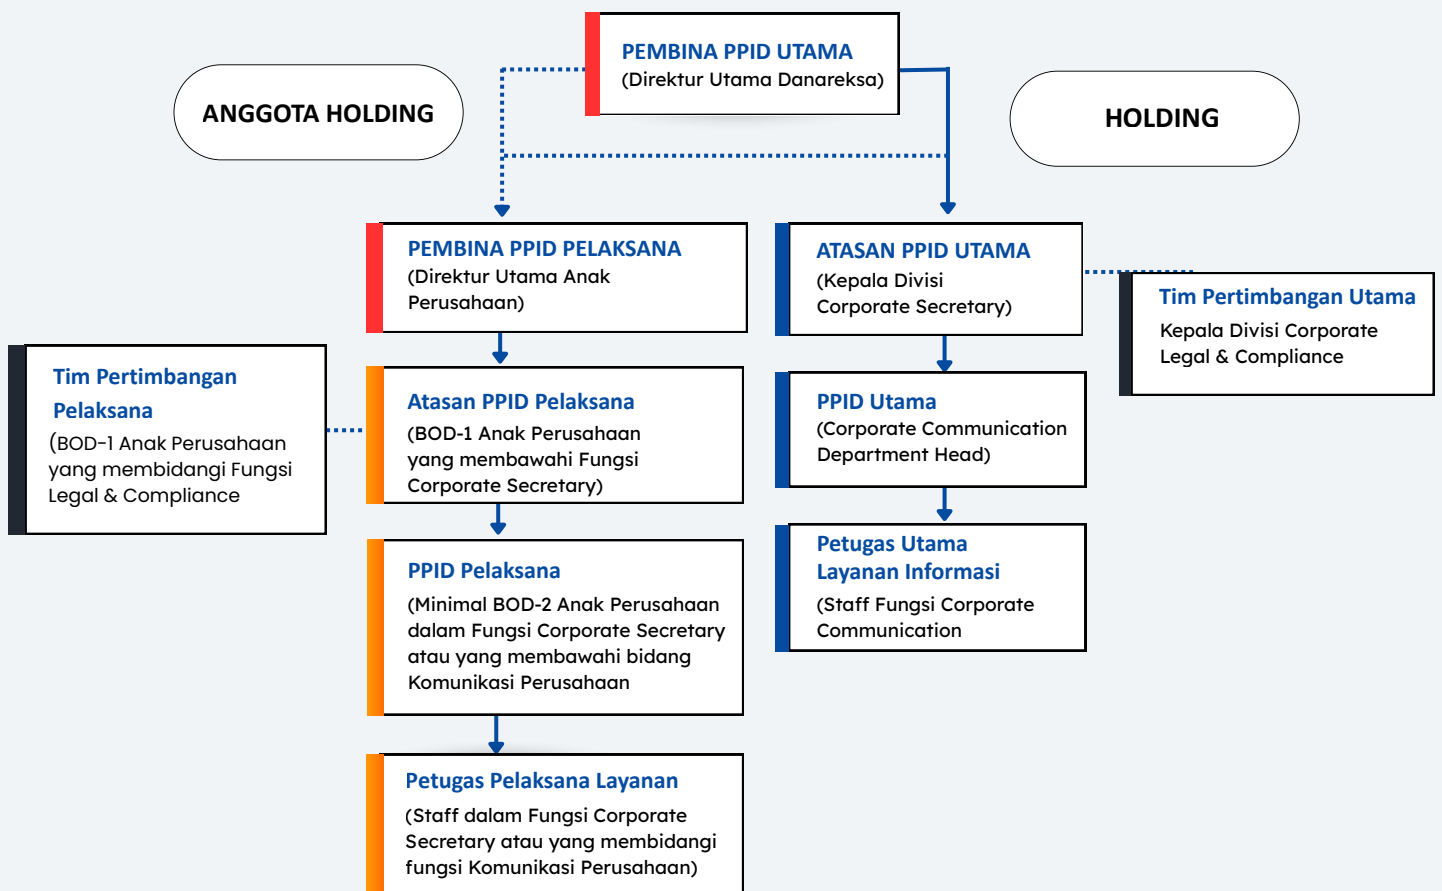 PEMBINA PPID UTAMA
(Direktur Utama Danareksa)
ANGGOTA HOLDING
HOLDING
PEMBINA PPID PELAKSANA
(Direktur Utama Anak
Perusahaan)
ATASAN PPID UTAMA
(Kepala Divisi
Corporate Secretary)
Tim Pertimbangan Utama
Kepala Divisi Corporate
Legal & Compliance
Tim Pertimbangan
Pelaksana
(BOD-1 Anak Perusahaan
yang membidangi Fungsi
Legal & Compliance
Atasan PPID Pelaksana
(BOD-1 Anak Perusahaan
yang membawahi Fungsi
Corporate Secretary)
PPID Utama
(Corporate Communication
Department Head)
PPID Pelaksana
(Minimal BOD-2 Anak Perusahaan
dalam Fungsi Corporate Secretary
atau yang membawahi bidang
Komunikasi Perusahaan
Petugas Utama
Layanan Informasi
(Staff Fungsi Corporate
Communication
Petugas Pelaksana Layanan
(Staff dalam Fungsi Corporate
Secretary atau yang membidangi
fungsi Komunikasi Perusahaan)